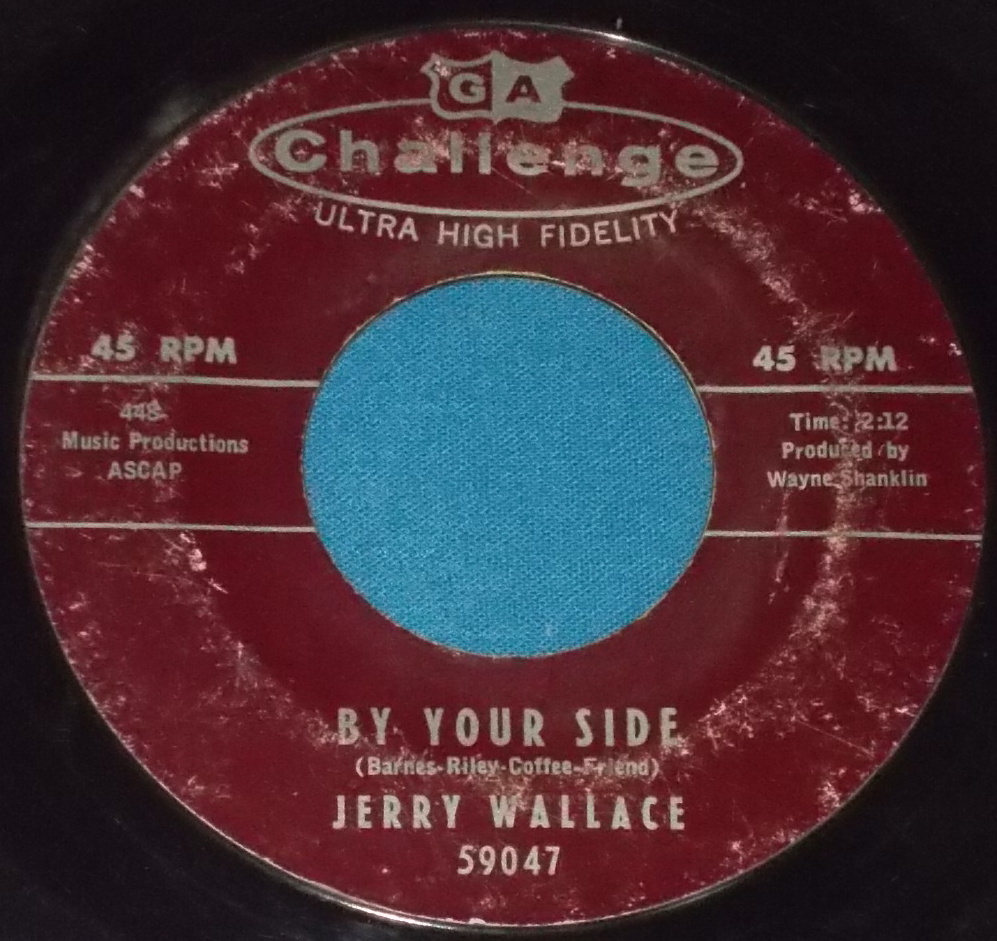 GA
Challenge
ULTRA HIGH FIDELITY
45 RPM
45 RPM
448
Music Productions
ASCAP
Time: 2:12
Produced by
Wayne Shanklin
BY YOUR SIDE
(Barnes-Riley-Coffee-Friend)
JERRY WALLACE
59047